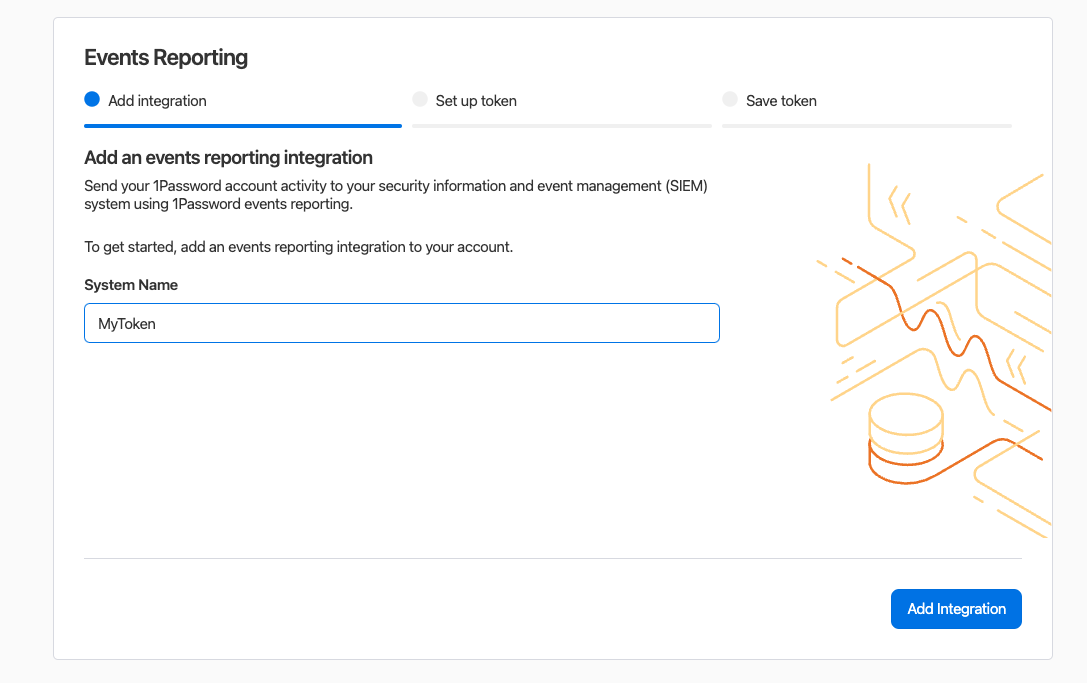 Events Reporting
Add integration
Set up token
Save token
Add an events reporting integration
Send your 1Password account activity to your security information and event management (SIEM)
system using 1Password events reporting.
To get started, add an events reporting integration to your account.
System Name
MyToken
Add Integration